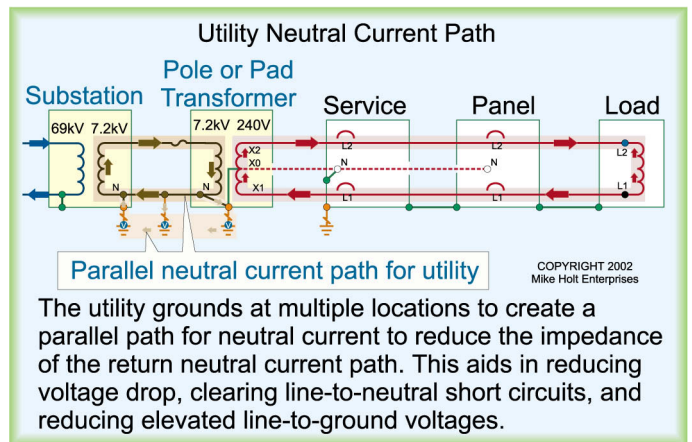 Utility Neutral Current Path
Pole or Pad
Transformer
Substation
Service
Panel
Load
69kV 7.2kV
7.2kV 240V
X2
X0
X1
N
N
L2
N
L1
L2
N
L1
L2
L1
V
V
V
Parallel neutral current path for utility
COPYRIGHT 2002
Mike Holt Enterprises
The utility grounds at multiple locations to create a
parallel path for neutral current to reduce the impedance
of the return neutral current path. This aids in reducing
voltage drop, clearing line-to-neutral short circuits, and
reducing elevated line-to-ground voltages.